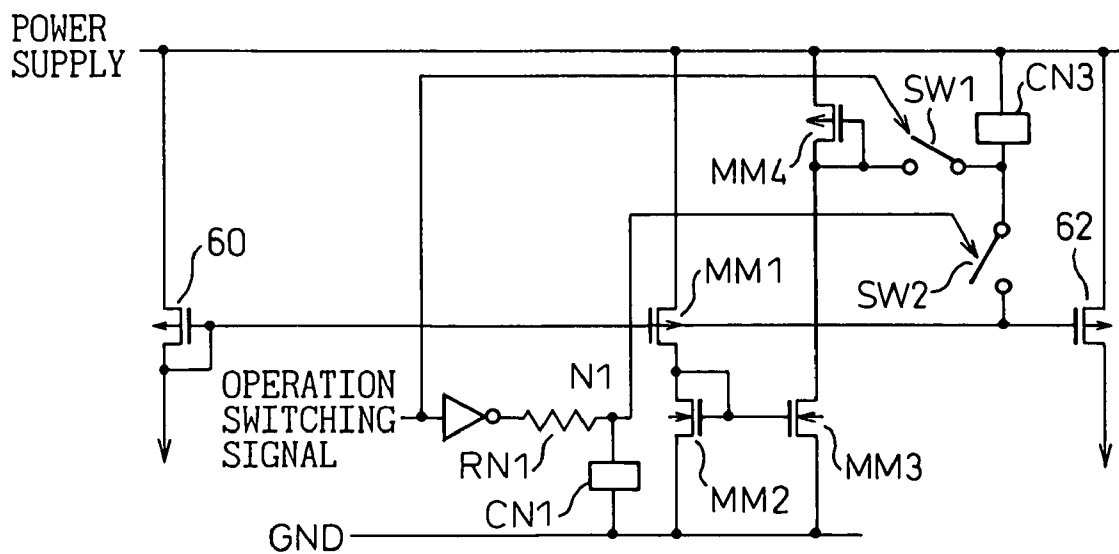 POWER
SUPPLY
SW1
CN3
MM4
60
MM1
SW2
62
OPERATION
SWITCHING
SIGNAL
N1
RN1
CN1
MM2
MM3
GND